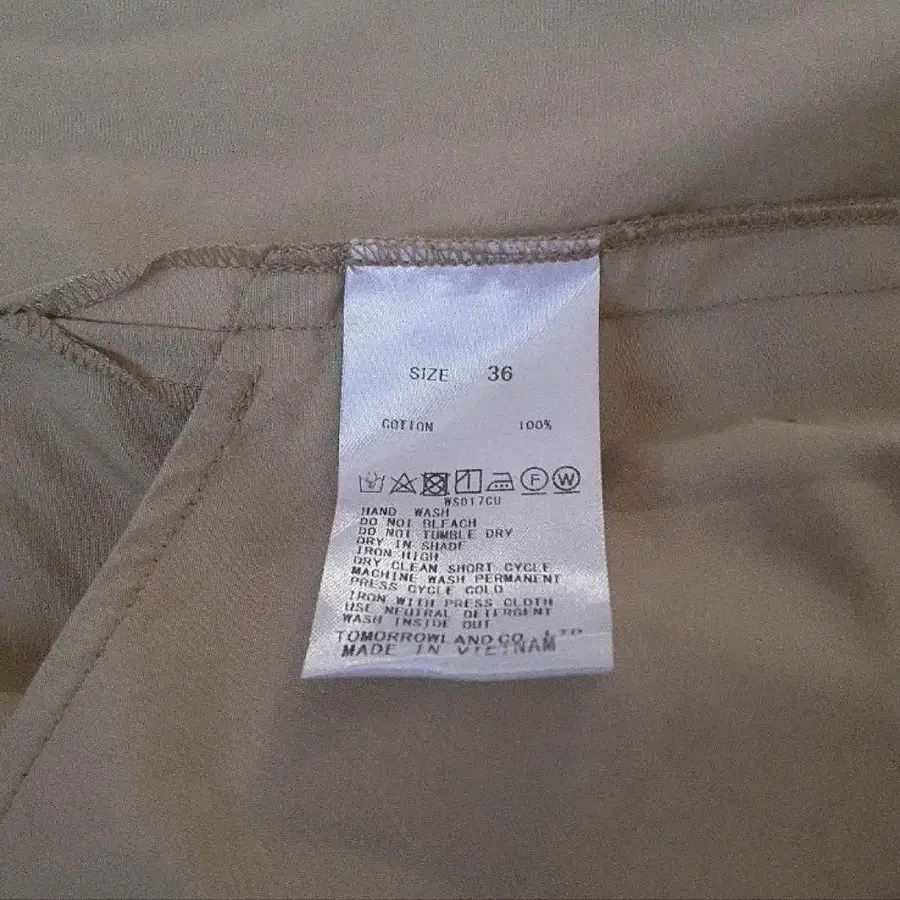 SIZE 36
COTTON 100%
F W
WS017CU
HAND WASH
DO NOT BLEACH
DO NOT TUMBLE DRY
DRY IN SHADE
IRON HIGH
DRY CLEAN SHORT CYCLE
MACHINE WASH PERMANENT
PRESS CYCLE COLD
IRON WITH PRESS CLOTH
USE NEUTRAL DETERGENT
WASH INSIDE OUT
TOMORROWLAND CO., LTD
MADE IN VIETNAM